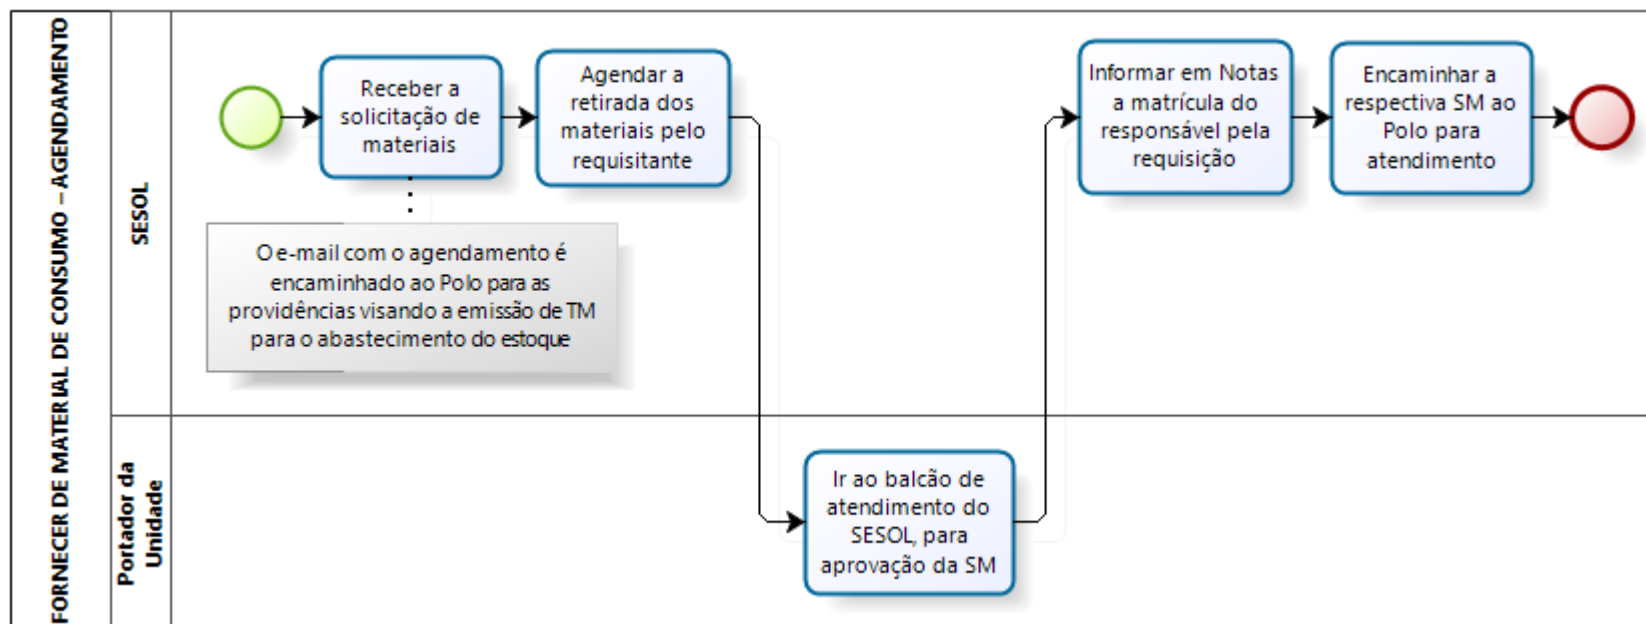 FORNECER DE MATERIAL DE CONSUMO – AGENDAMENTO
SESOL
Receber a
solicitação de
materiais
Agendar a
retirada dos
materiais pelo
requisitante
Informar em Notas
a matrícula do
responsável pela
requisição
Encaminhar a
respectiva SM ao
Polo para
atendimento
O e-mail com o agendamento é
encaminhado ao Polo para as
providências visando a emissão de TM
para o abastecimento do estoque
Portador da
Unidade
Ir ao balcão de
atendimento do
SESOL, para
aprovação da SM